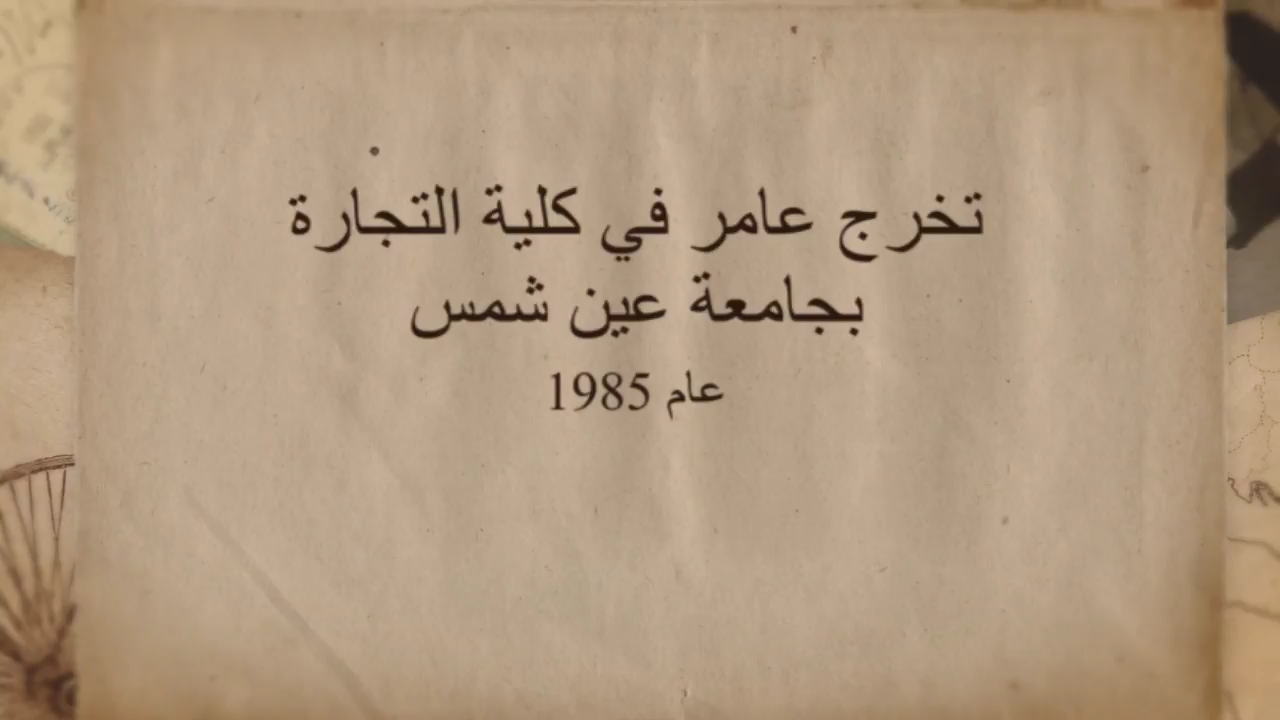 تخرج عامر في كلية التجارة
بجامعة عين شمس
عام 1985